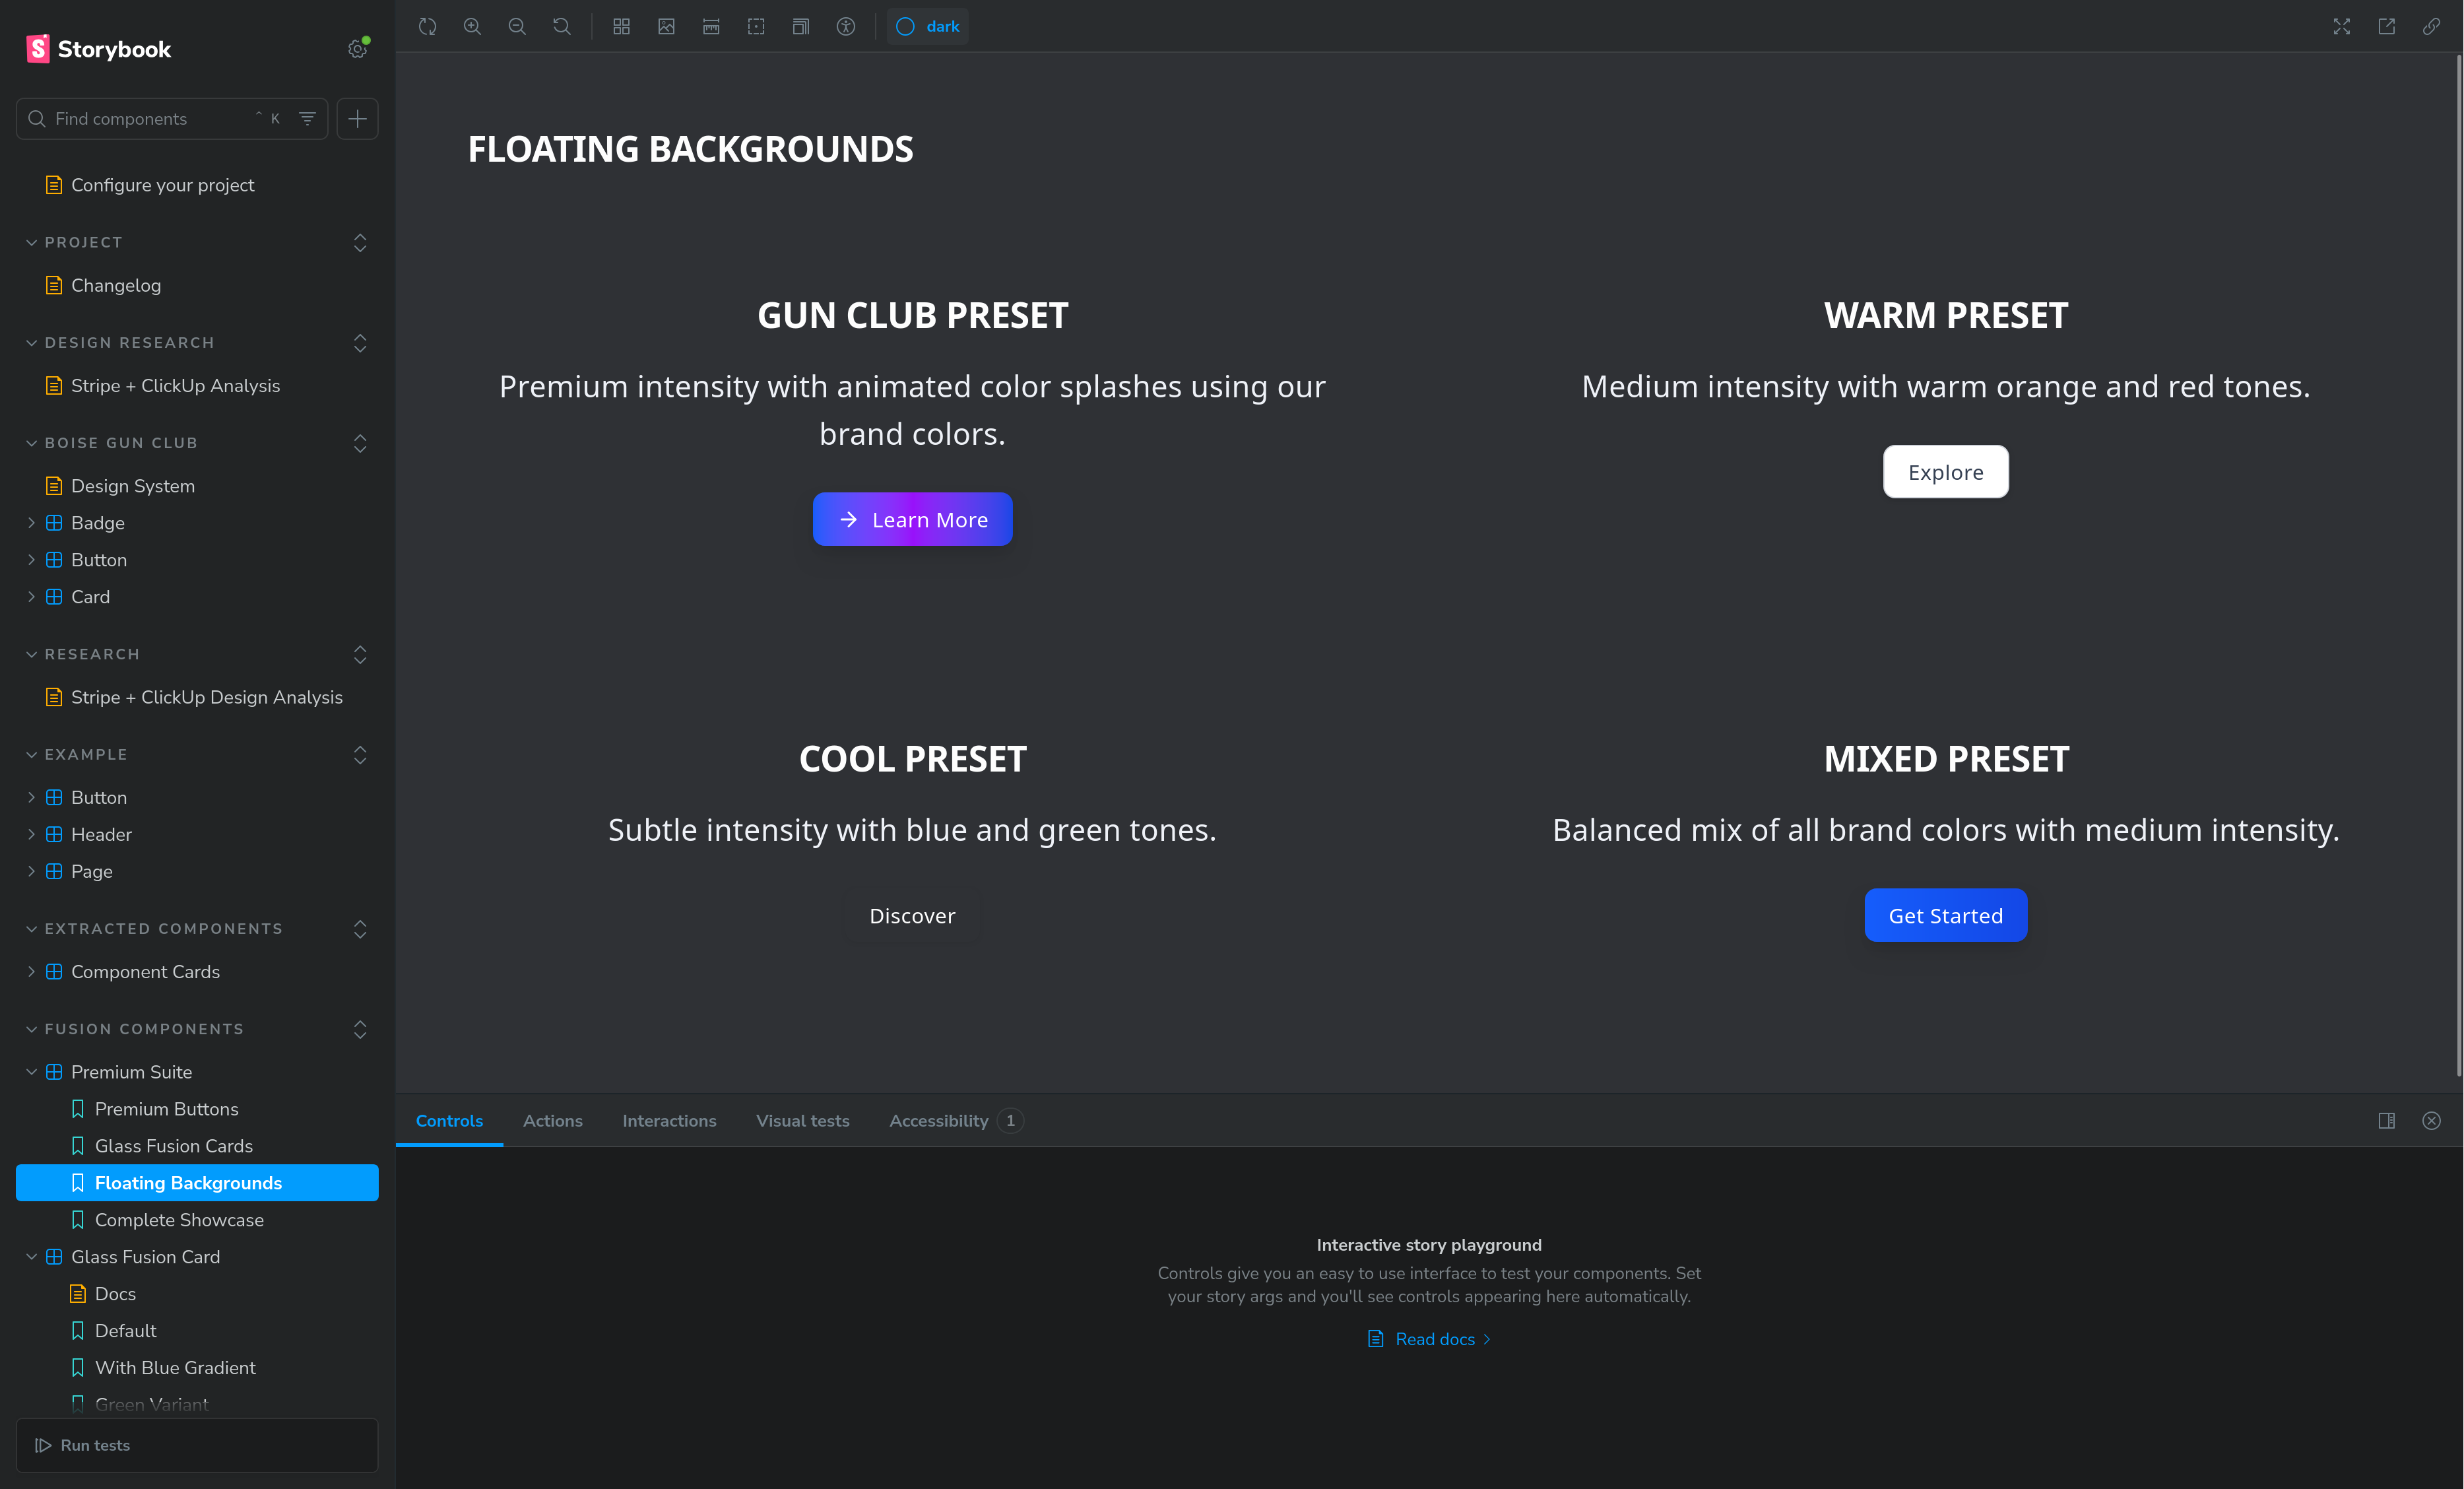 Storybook
Find components
⌃ K
Configure your project
PROJECT
Changelog
DESIGN RESEARCH
Stripe + ClickUp Analysis
BOISE GUN CLUB
Design System
Badge
Button
Card
RESEARCH
Stripe + ClickUp Design Analysis
EXAMPLE
Button
Header
Page
EXTRACTED COMPONENTS
Component Cards
FUSION COMPONENTS
Premium Suite
Premium Buttons
Glass Fusion Cards
Floating Backgrounds
Complete Showcase
Glass Fusion Card
Docs
Default
With Blue Gradient
Green Variant
Run tests
dark
FLOATING BACKGROUNDS
GUN CLUB PRESET
Premium intensity with animated color splashes using our
brand colors.
Learn More
WARM PRESET
Medium intensity with warm orange and red tones.
Explore
COOL PRESET
Subtle intensity with blue and green tones.
Discover
MIXED PRESET
Balanced mix of all brand colors with medium intensity.
Get Started
Controls
Actions
Interactions
Visual tests
Accessibility 1
Interactive story playground
Controls give you an easy to use interface to test your components. Set
your story args and you'll see controls appearing here automatically.
Read docs